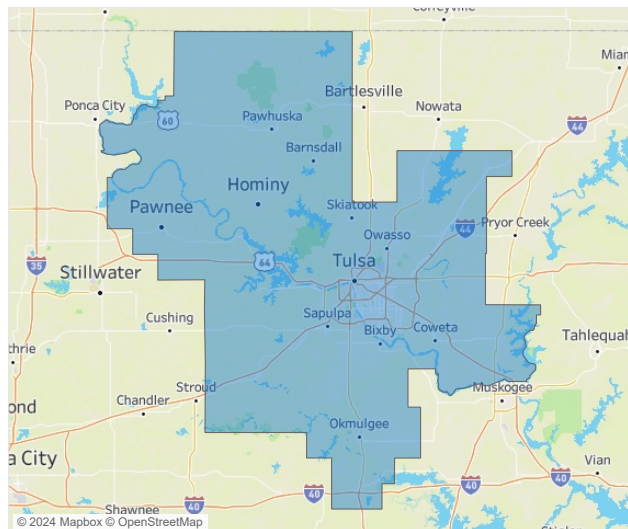 Coffeyville
Miam
Ponca City
Bartlesville
Nowata
60
Pawhuska
44
Barnsdall
Hominy
Pawnee
Skiatook
44
Pryor Creek
Owasso
35
64
Tulsa
Stillwater
Sapulpa
Cushing
Bixby
Coweta
Tahlequah
thrie
Stroud
Chandler
Muskogee
ond
Okmulgee
a City
Vian
40
40
40
40
Shawnee
© 2024 Mapbox © OpenStreetMap